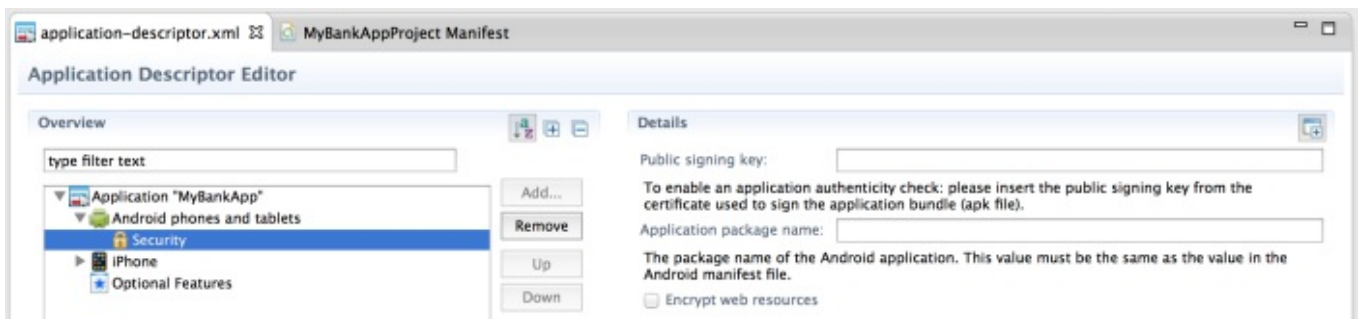 application-descriptor.xml
MyBankAppProject Manifest
Application Descriptor Editor
Overview
type filter text
Application "MyBankApp"
Android phones and tablets
Security
iPhone
Optional Features
Add...
Remove
Up
Down
Details
Public signing key:
To enable an application authenticity check: please insert the public signing key from the
certificate used to sign the application bundle (apk file).
Application package name:
The package name of the Android application. This value must be the same as the value in the
Android manifest file.
Encrypt web resources